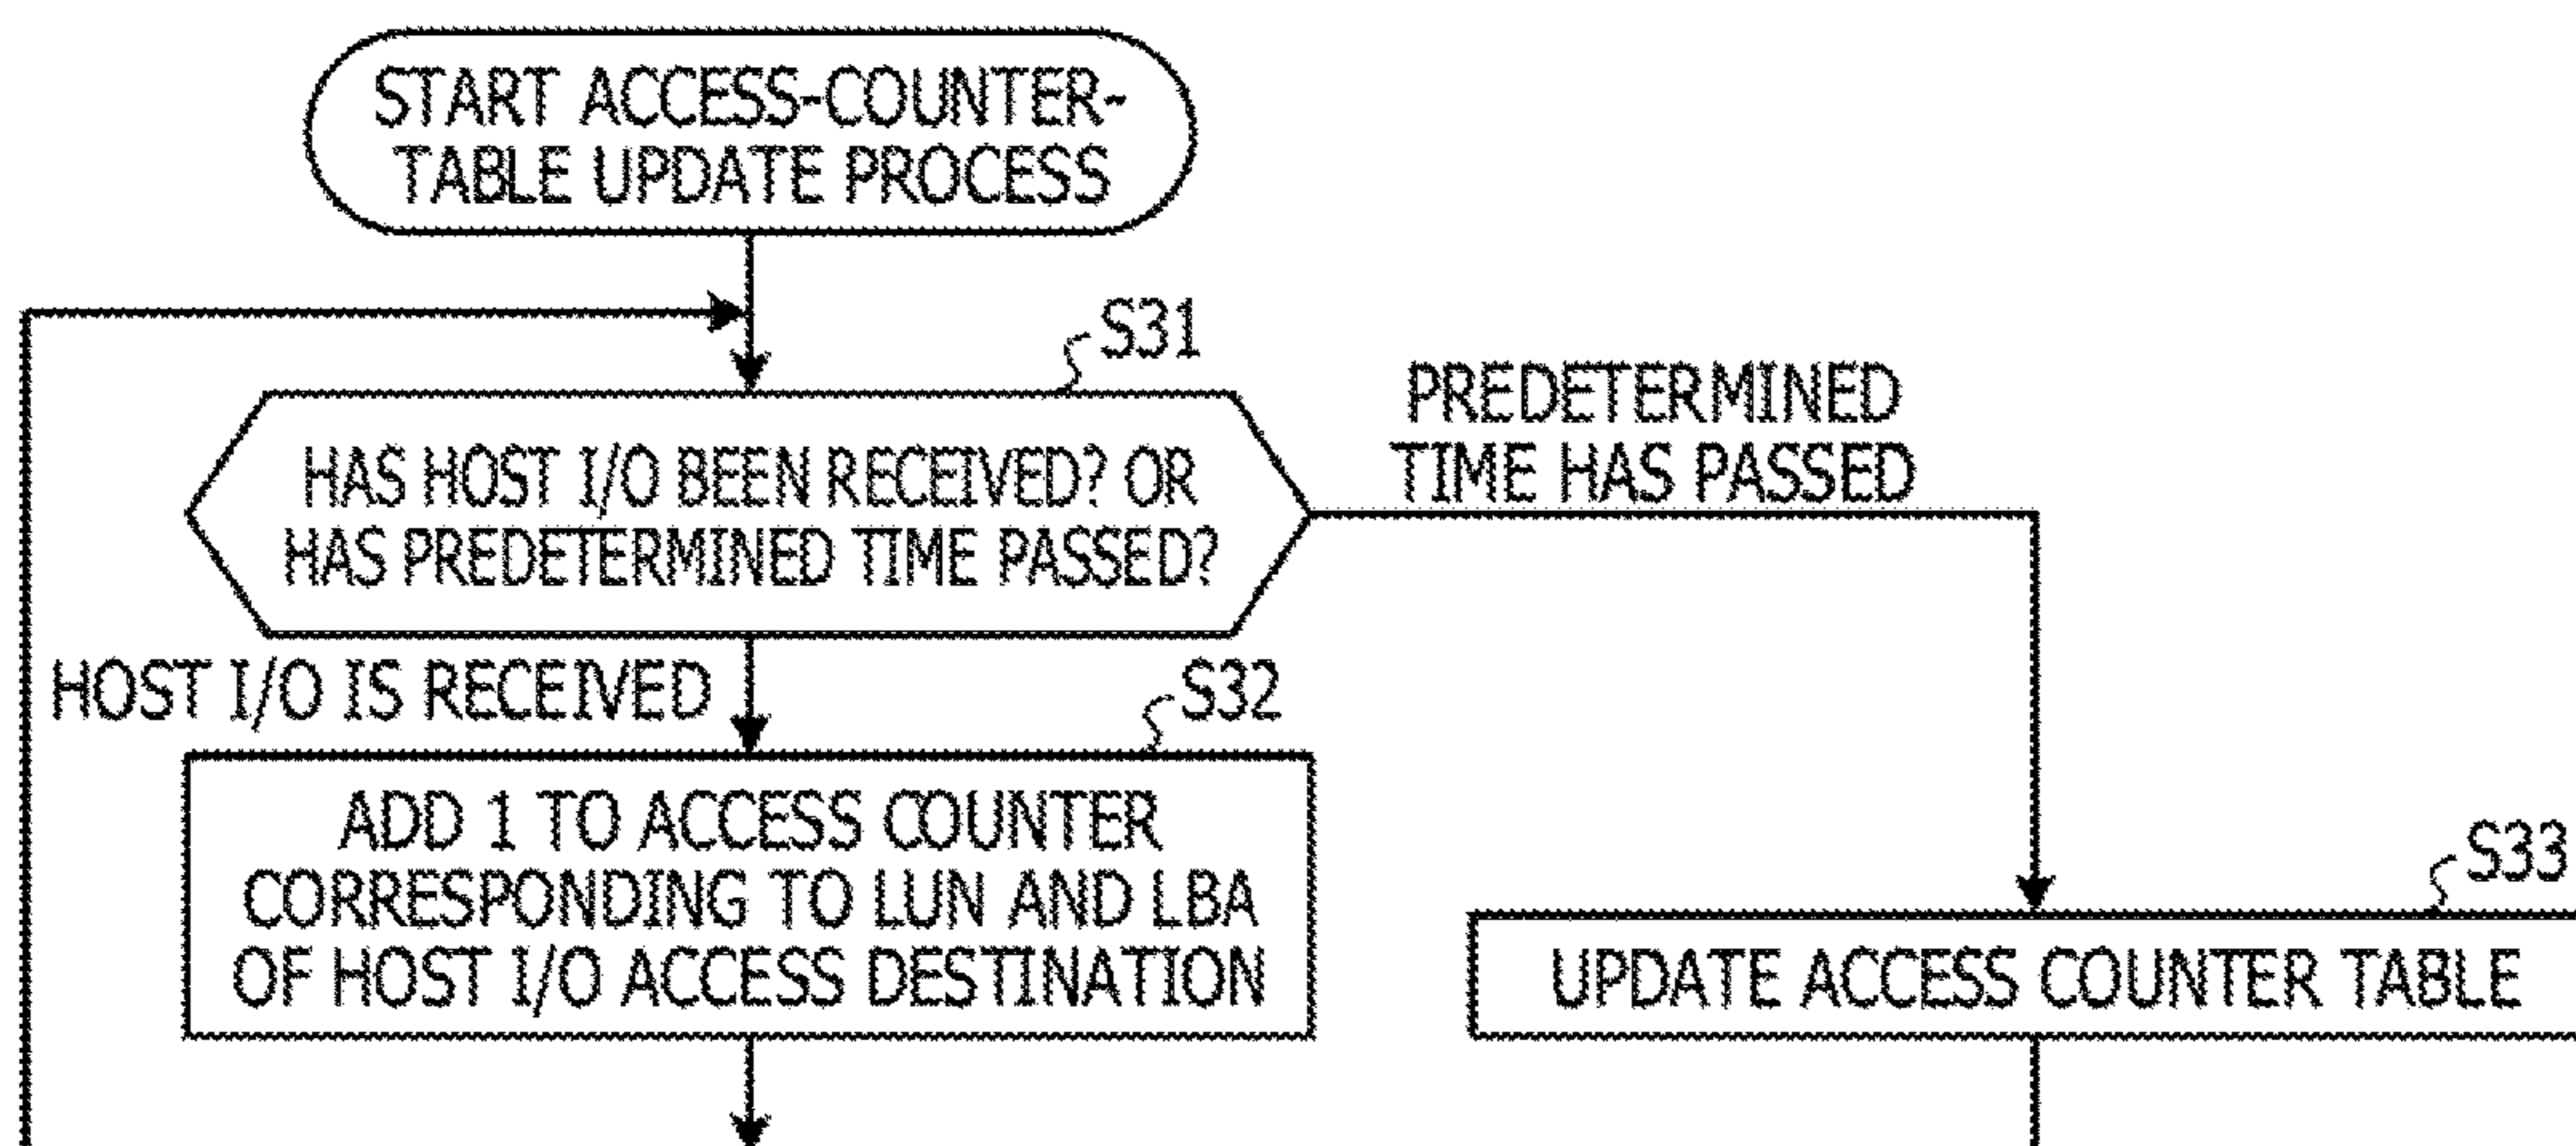 START ACCESS-COUNTER-
TABLE UPDATE PROCESS
S31
HAS HOST I/O BEEN RECEIVED? OR
HAS PREDETERMINED TIME PASSED?
PREDETERMINED
TIME HAS PASSED
HOST I/O IS RECEIVED
S32
ADD 1 TO ACCESS COUNTER
CORRESPONDING TO LUN AND LBA
OF HOST I/O ACCESS DESTINATION
S33
UPDATE ACCESS COUNTER TABLE